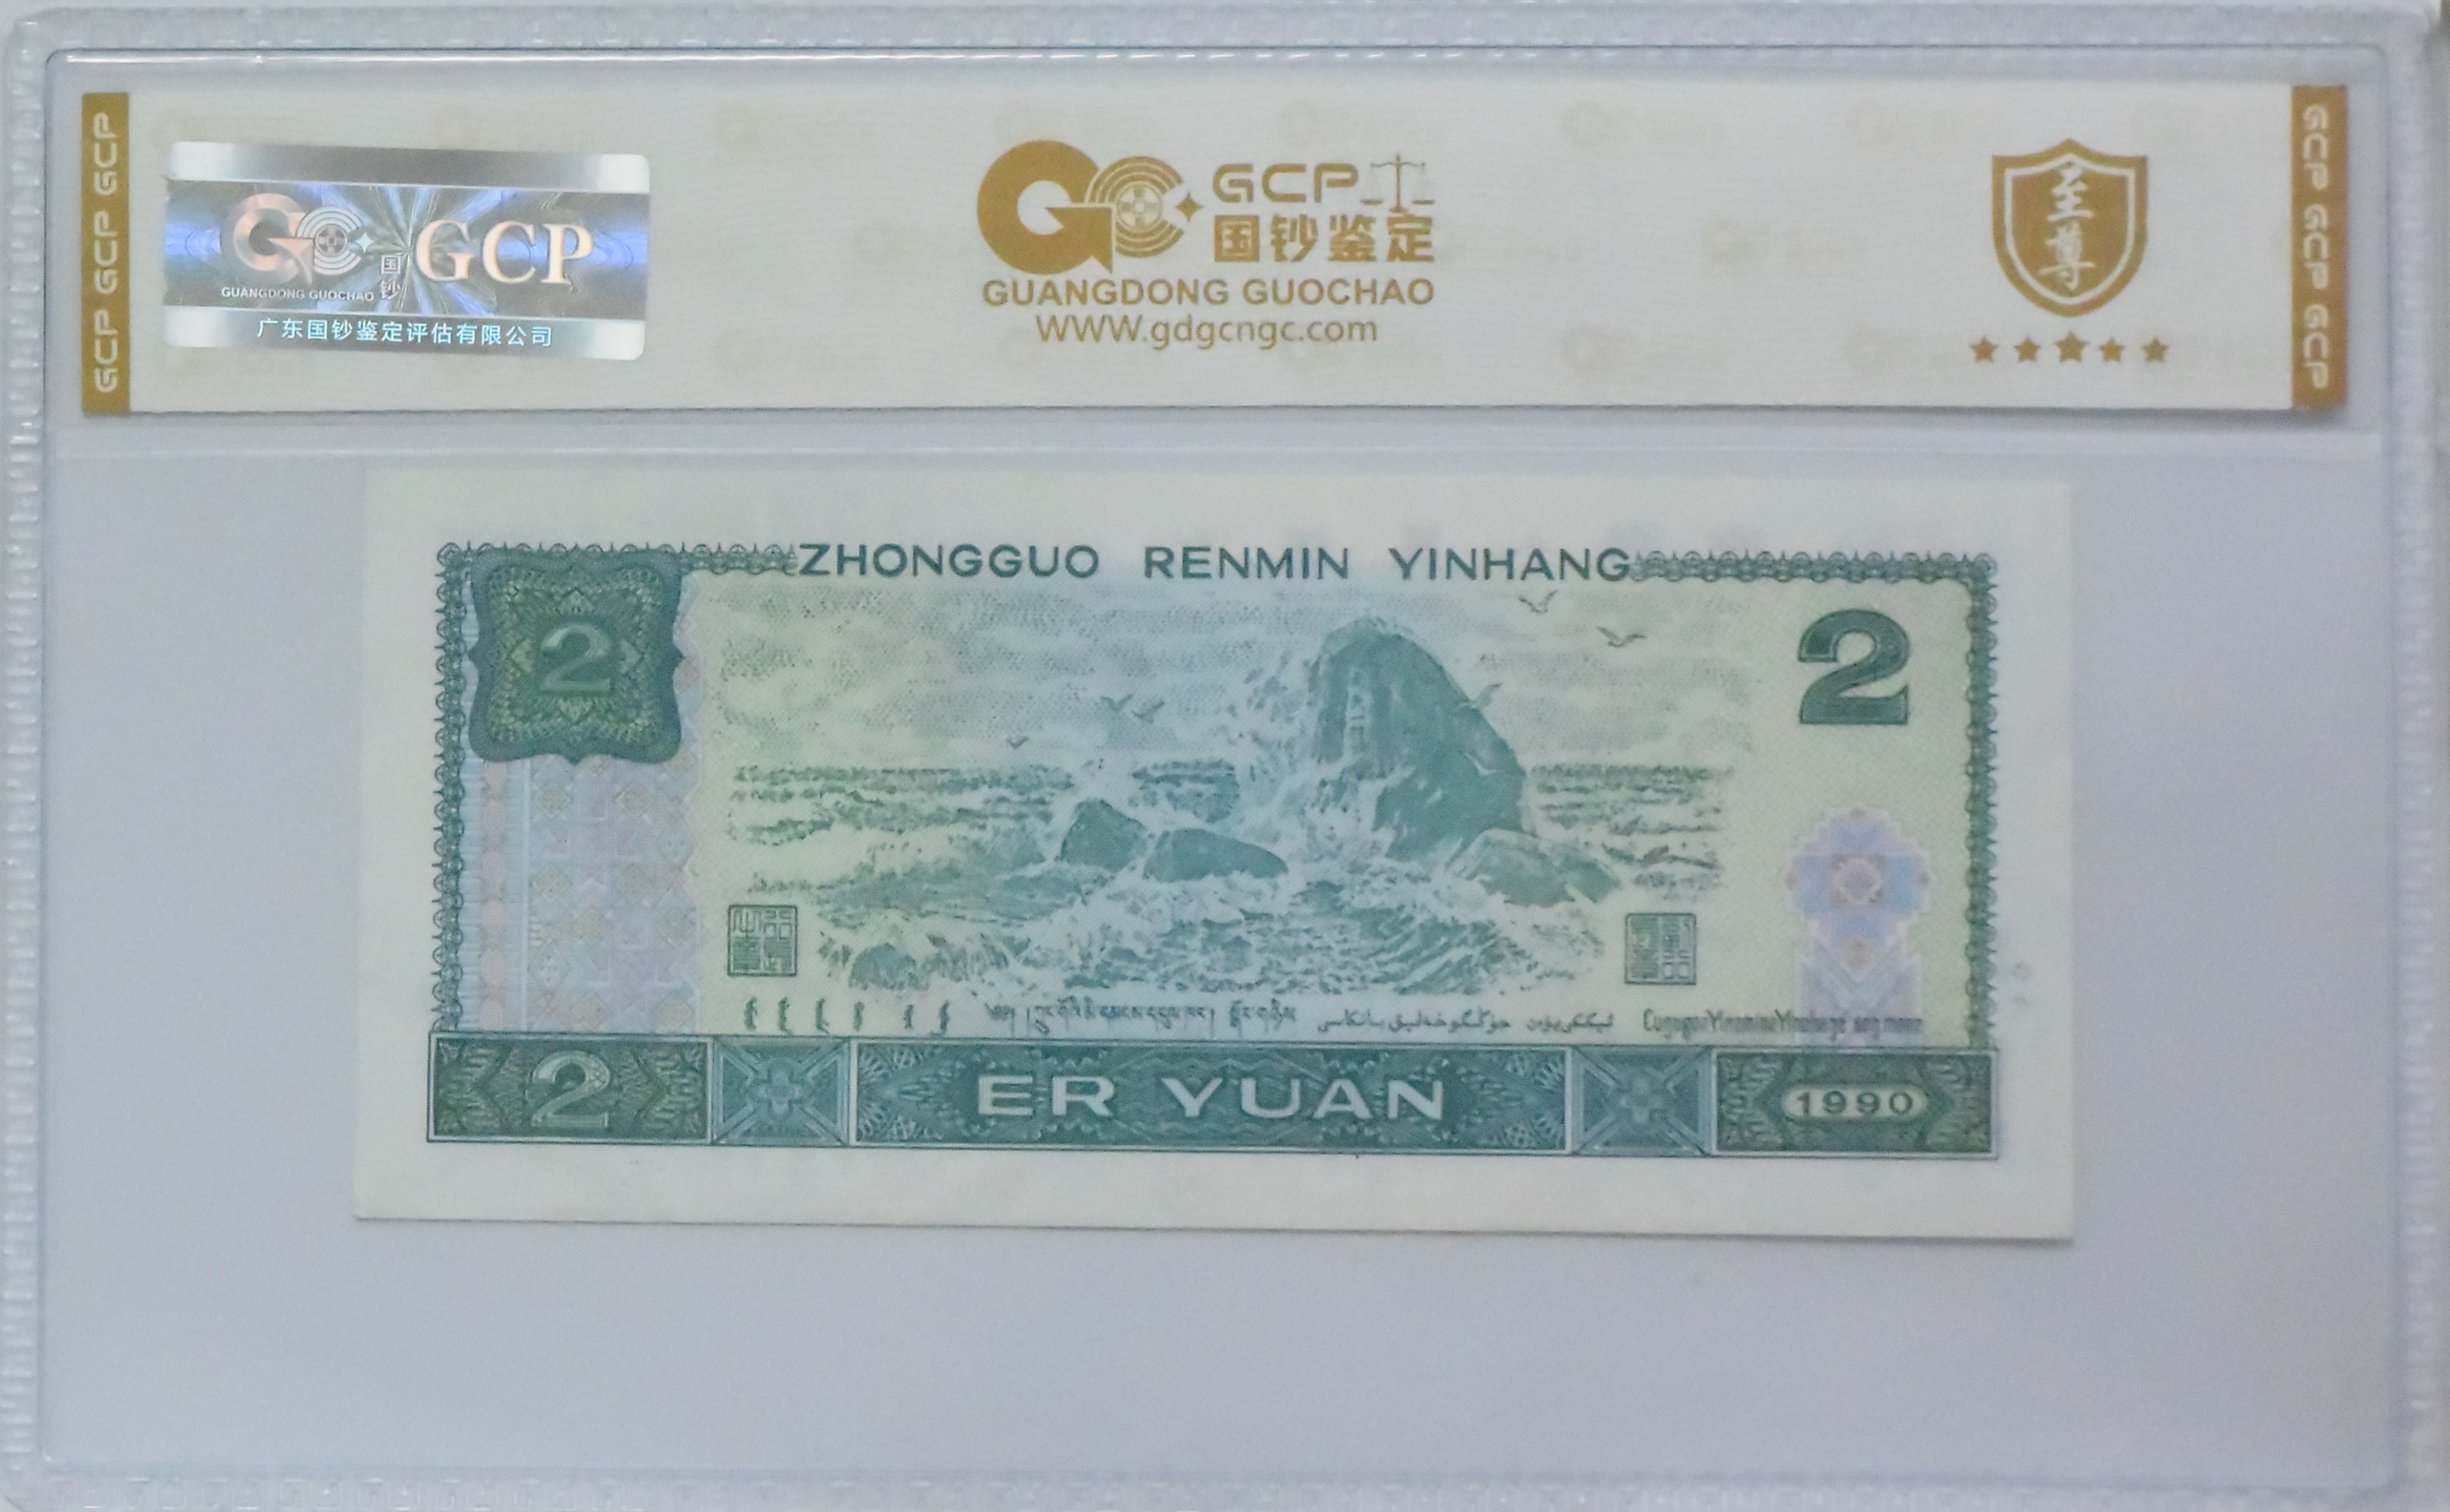 GCP GCP GCP
GC
国钞
GCP
GUANGDONG GUOCHAO
广东国钞鉴定评估有限公司
GC
GCP
国钞鉴定
GUANGDONG GUOCHAO
WWW.gdgcngc.com
至尊
GCP GCP GCP
ZHONGGUO RENMIN YINHANG
2
2
2
ER YUAN
1990